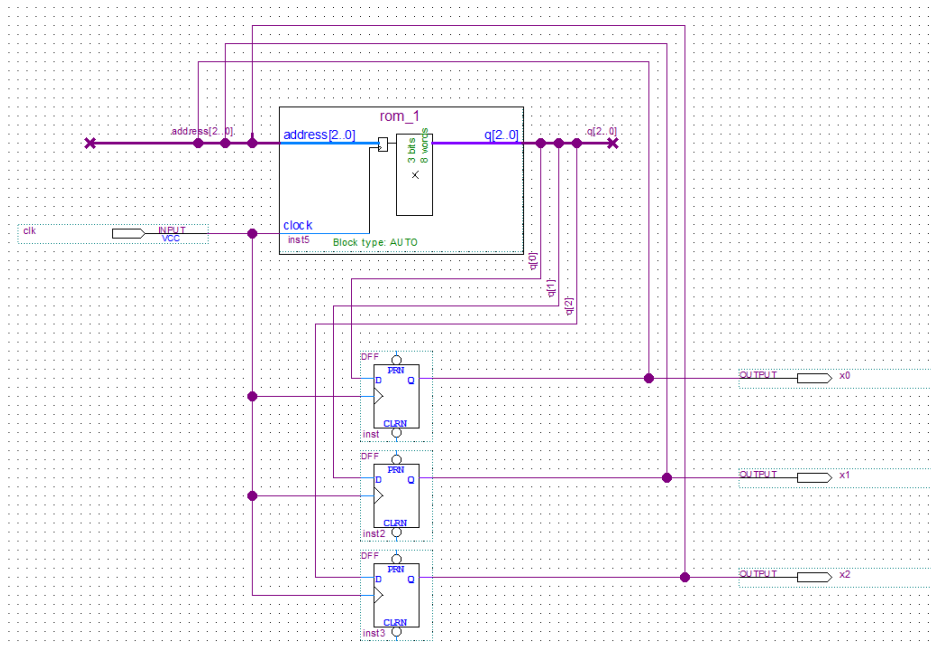 rom_1
address[2..0]
address[2..0]
q[2..0]
q[2..0]
3 bits
8 words
clk
INPUT
VCC
clock
inst5
Block type: AUTO
q[0]
q[1]
q[2]
DFF
PRN
D
Q
CLRN
inst
OUTPUT
x0
DFF
PRN
D
Q
CLRN
inst2
OUTPUT
x1
DFF
PRN
D
Q
CLRN
inst3
OUTPUT
x2